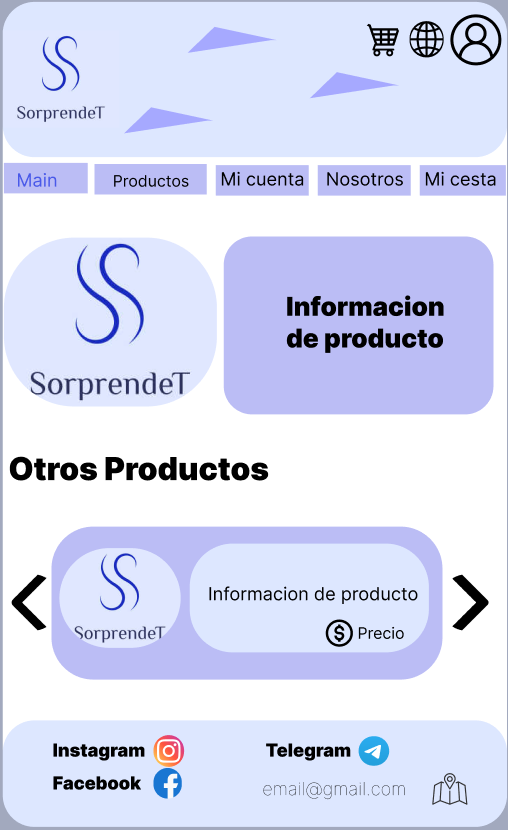 SorprendeT
Main
Productos
Mi cuenta
Nosotros
Mi cesta
SorprendeT
Informacion
de producto
Otros Productos
SorprendeT
Informacion de producto
$ Precio
Instagram
Telegram
Facebook
email@gmail.com